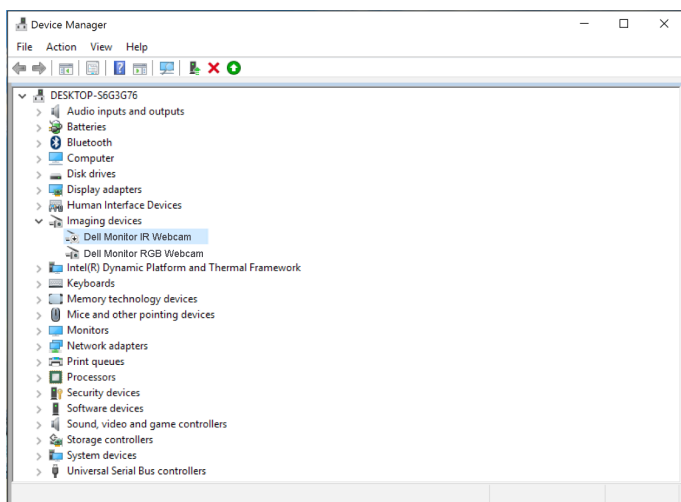 Device Manager
File Action View Help
DESKTOP-S6G3G76
Audio inputs and outputs
Batteries
Bluetooth
Computer
Disk drives
Display adapters
Human Interface Devices
Imaging devices
Dell Monitor IR Webcam
Dell Monitor RGB Webcam
Intel(R) Dynamic Platform and Thermal Framework
Keyboards
Memory technology devices
Mice and other pointing devices
Monitors
Network adapters
Print queues
Processors
Security devices
Software devices
Sound, video and game controllers
Storage controllers
System devices
Universal Serial Bus controllers